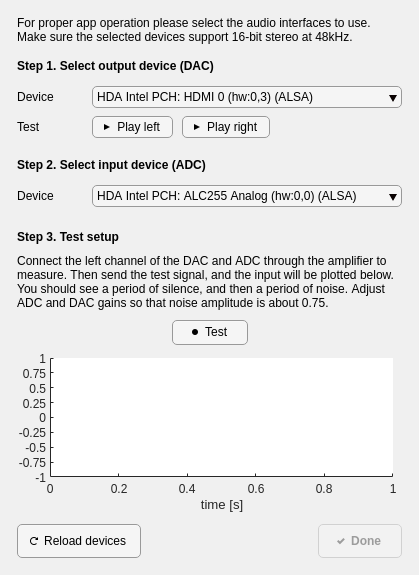 For proper app operation please select the audio interfaces to use.
Make sure the selected devices support 16-bit stereo at 48kHz.
Step 1. Select output device (DAC)
Device
HDA Intel PCH: HDMI 0 (hw:0,3) (ALSA)
Test
Play left
Play right
Step 2. Select input device (ADC)
Device
HDA Intel PCH: ALC255 Analog (hw:0,0) (ALSA)
Step 3. Test setup
Connect the left channel of the DAC and ADC through the amplifier to
measure. Then send the test signal, and the input will be plotted below.
You should see a period of silence, and then a period of noise. Adjust
ADC and DAC gains so that noise amplitude is about 0.75.
Test
1
0.75
0.5
0.25
0
-0.25
-0.5
-0.75
-1
0 0.2 0.4 0.6 0.8 1
time [s]
Reload devices
Done